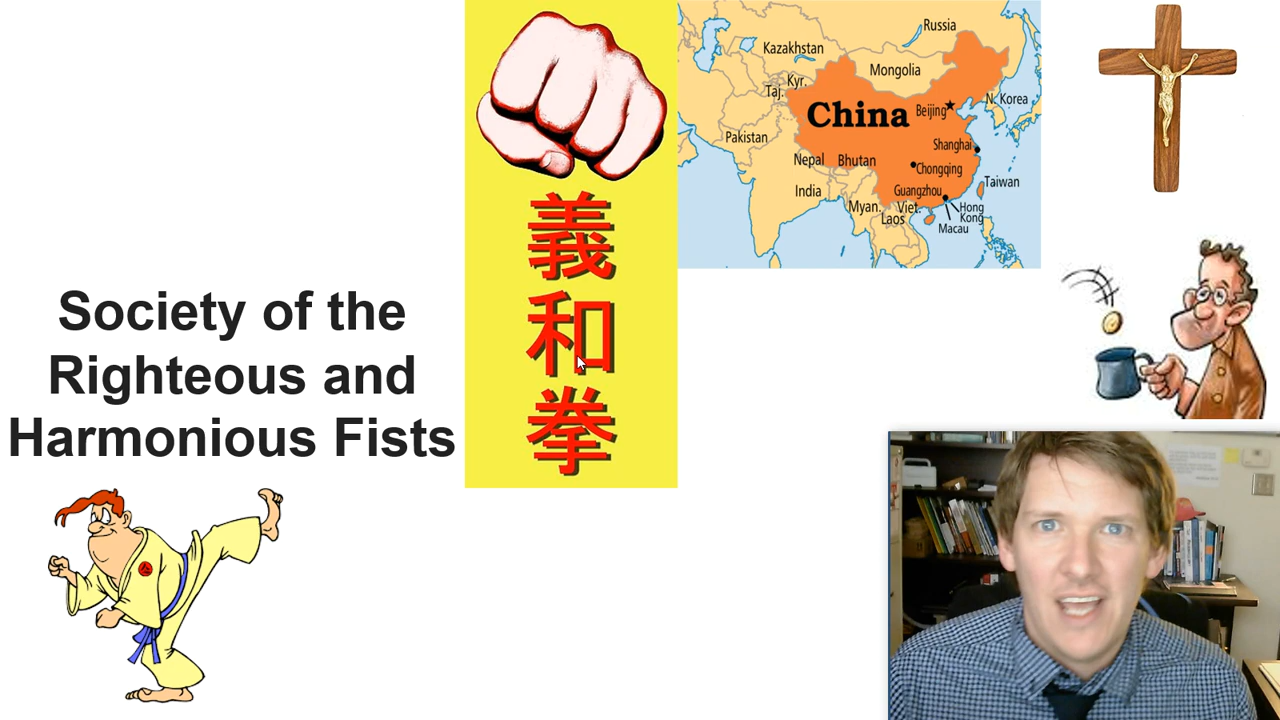 Society of the
Righteous and
Harmonious Fists
義
和
拳
Russia
Kazakhstan
Mongolia
Kyr.
Taj.
China
Beijing
N. Korea
Pakistan
Shanghai
Nepal
Bhutan
Chongqing
Taiwan
India
Guangzhou
Myan.
Viet.
Hong
Kong
Laos
Macau